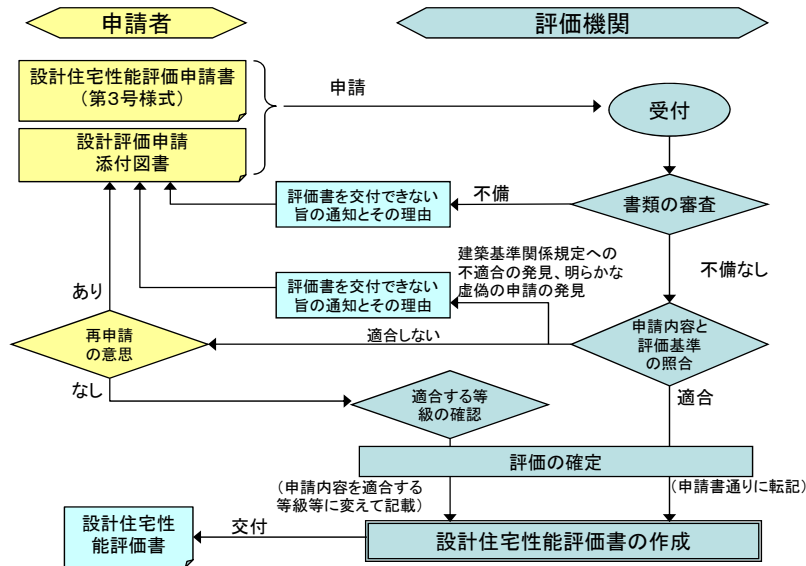 申請者
評価機関
設計住宅性能評価申請書
（第３号様式）
申請
受付
設計評価申請
添付図書
評価書を交付できない
旨の通知とその理由
不備
書類の審査
建築基準関係規定への
不適合の発見、明らかな
虚偽の申請の発見
不備なし
評価書を交付できない
旨の通知とその理由
あり
再申請
の意思
適合しない
申請内容と
評価基準
の照合
なし
適合する等
級の確認
適合
評価の確定
（申請内容を適合する
等級等に変えて記載）
（申請書通りに転記）
設計住宅性
能評価書
交付
設計住宅性能評価書の作成